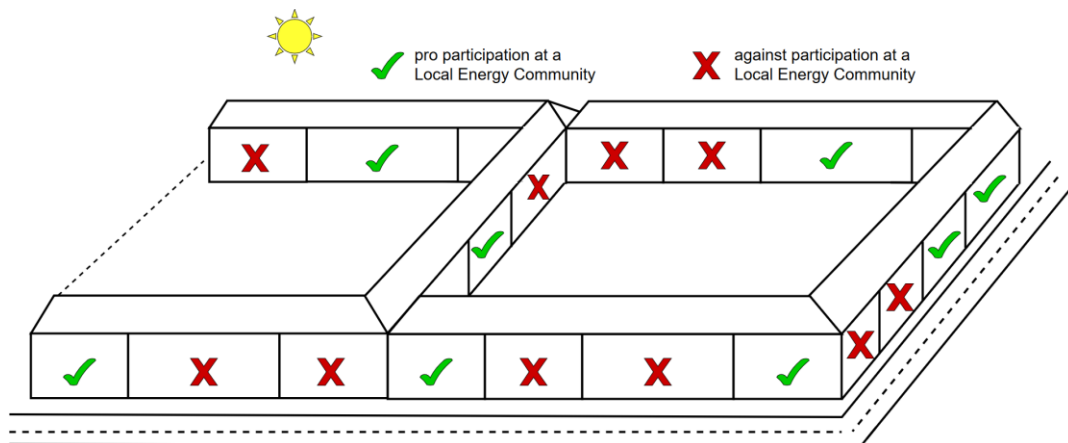 pro participation at a
Local Energy Community
against participation at a
Local Energy Community